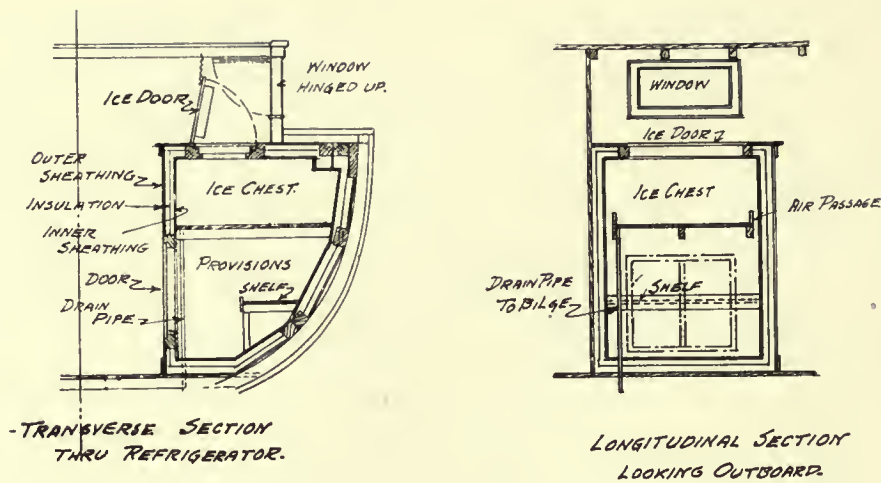 WINDOW
HINGED UP.
ICE DOOR
OUTER
SHEATHING
INSULATION
INNER
SHEATHING
ICE CHEST.
PROVISIONS
SHELF
DOOR
DRAIN
PIPE
-TRANSVERSE SECTION
THRU REFRIGERATOR.
WINDOW
ICE DOOR
ICE CHEST
AIR PASSAGE
DRAIN PIPE
TO BILGE
SHELF
LONGITUDINAL SECTION
LOOKING OUTBOARD.